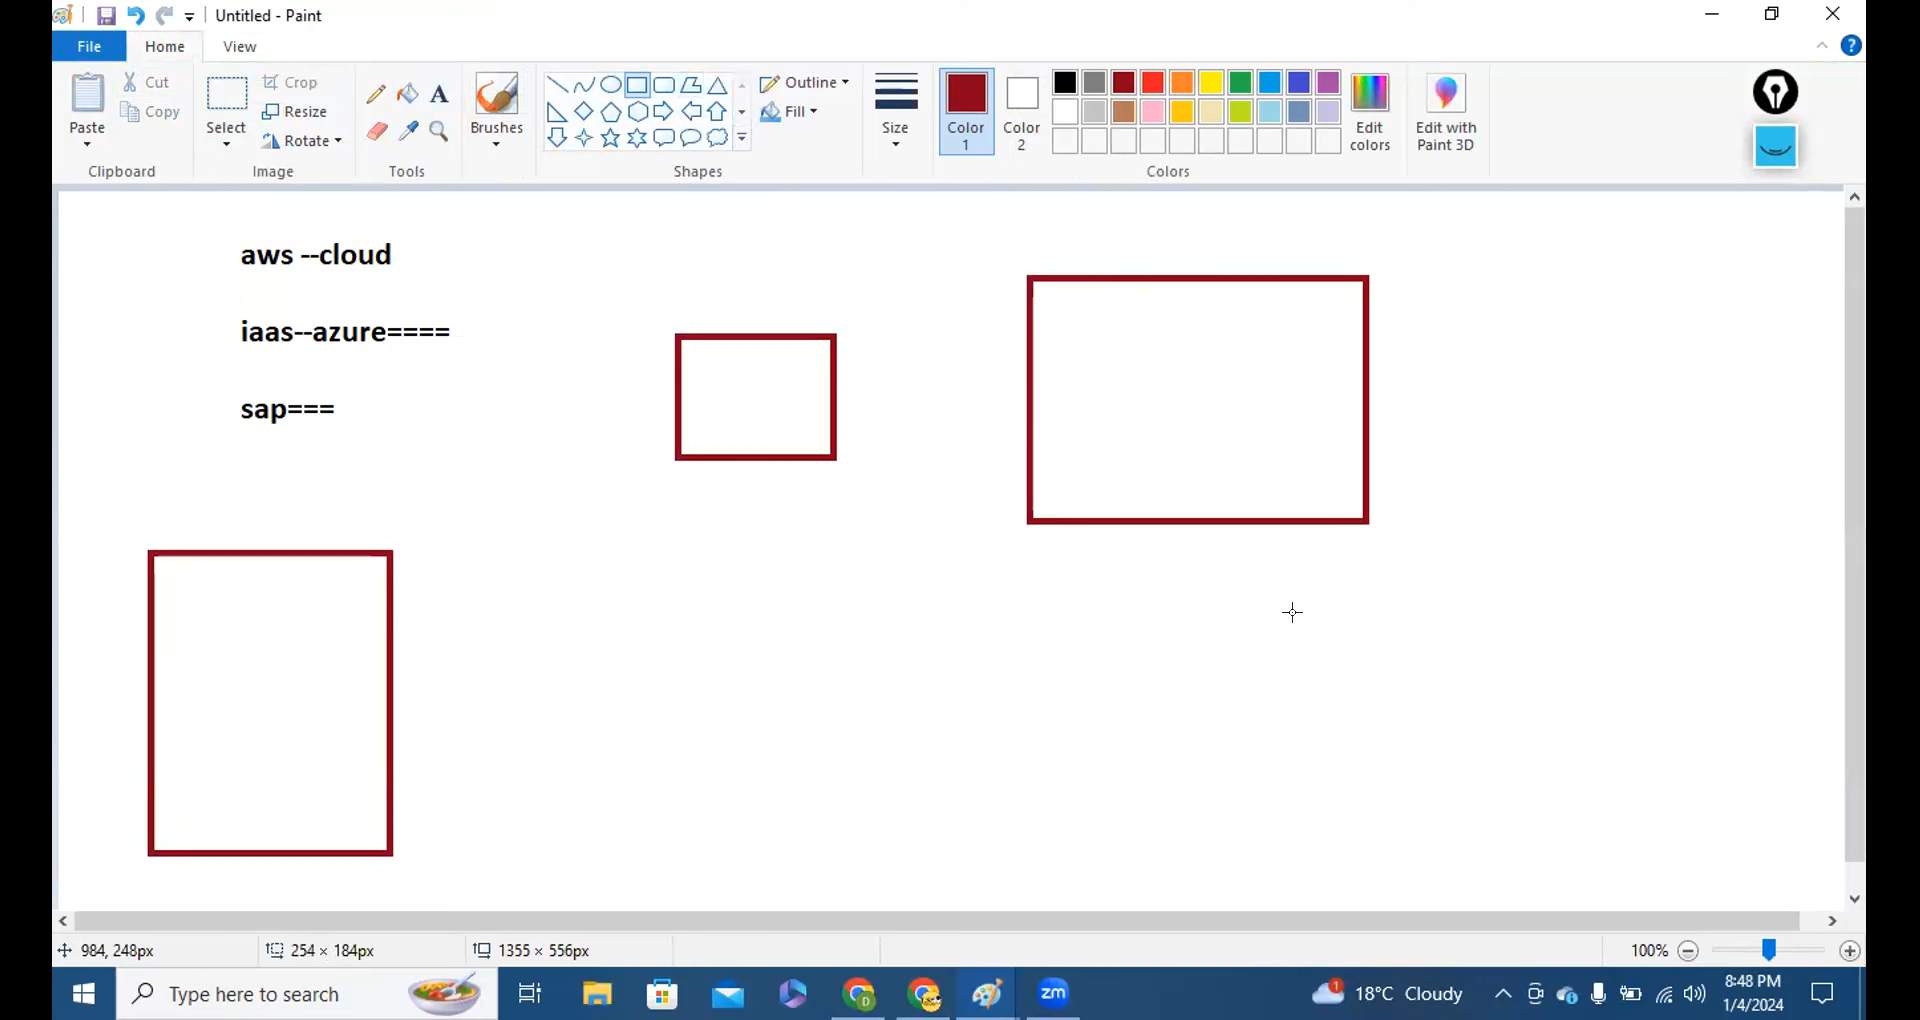 Untitled - Paint
File
Home
View
Paste
Cut
Copy
Clipboard
Select
Crop
Resize
Rotate
Image
Tools
Brushes
Shapes
Outline
Fill
Size
Color 1
Color 2
Colors
Edit colors
Edit with Paint 3D
aws --cloud
iaas--azure====
sap===
984, 248px
254 × 184px
1355 × 556px
100%
Type here to search
D
zm
1
18°C Cloudy
8:48 PM
1/4/2024